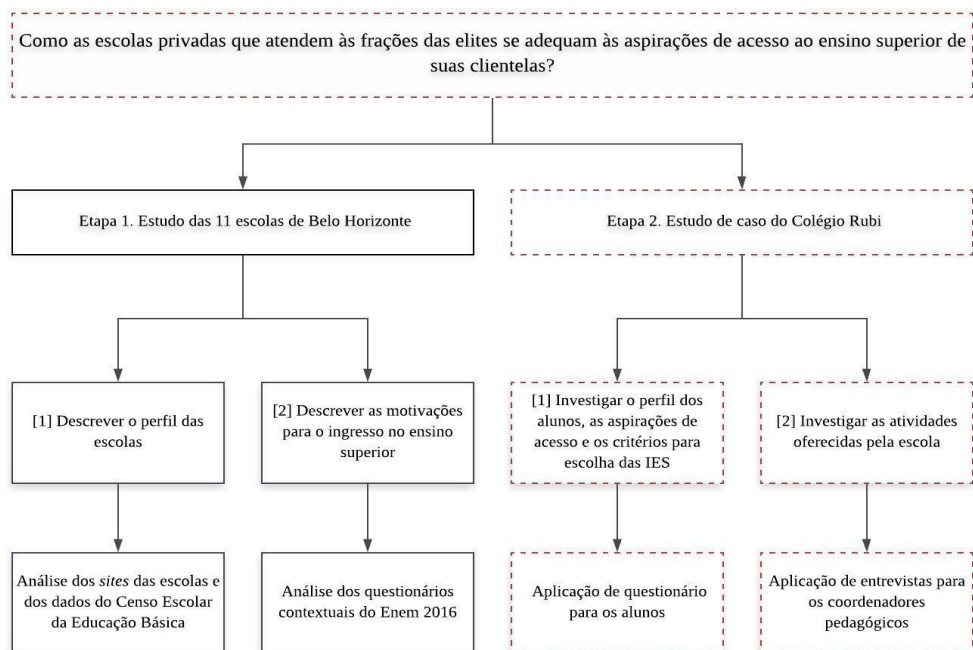 Como as escolas privadas que atendem às frações das elites se adequam às aspirações de acesso ao ensino superior de
suas clientelas?
Etapa 1. Estudo das 11 escolas de Belo Horizonte
Etapa 2. Estudo de caso do Colégio Rubi
[1] Descrever o perfil das
escolas
[2] Descrever as motivações
para o ingresso no ensino
superior
[1] Investigar o perfil dos
alunos, as aspirações de
acesso e os critérios para
escolha das IES
[2] Investigar as atividades
oferecidas pela escola
Análise dos sites das escolas e
dos dados do Censo Escolar
da Educação Básica
Análise dos questionários
contextuais do Enem 2016
Aplicação de questionário
para os alunos
Aplicação de entrevistas para
os coordenadores
pedagógicos